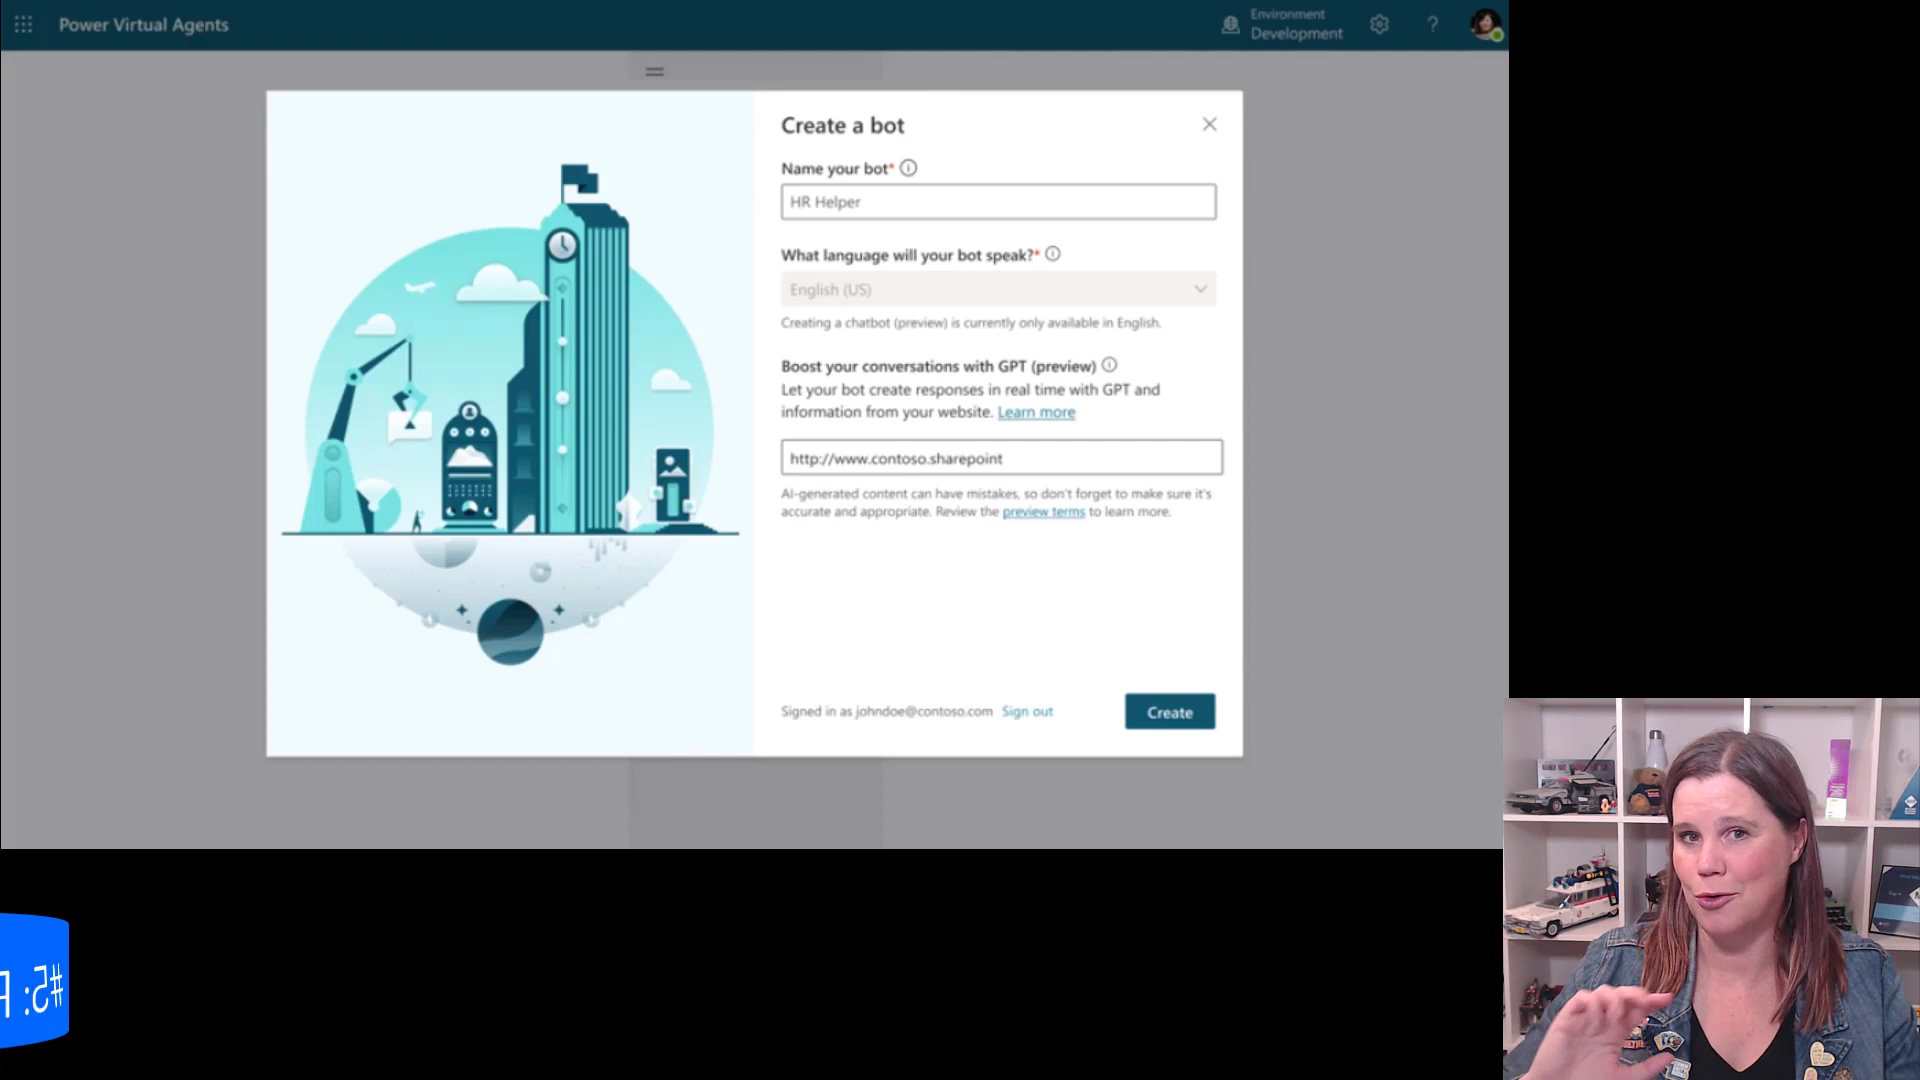 Power Virtual Agents
Environment
Development
?
Create a bot
Name your bot*
HR Helper
What language will your bot speak?*
English (US)
Creating a chatbot (preview) is currently only available in English.
Boost your conversations with GPT (preview)
Let your bot create responses in real time with GPT and
information from your website. Learn more
http://www.contoso.sharepoint
AI-generated content can have mistakes, so don't forget to make sure it's
accurate and appropriate. Review the preview terms to learn more.
Signed in as johndoe@contoso.com Sign out
Create
#5: